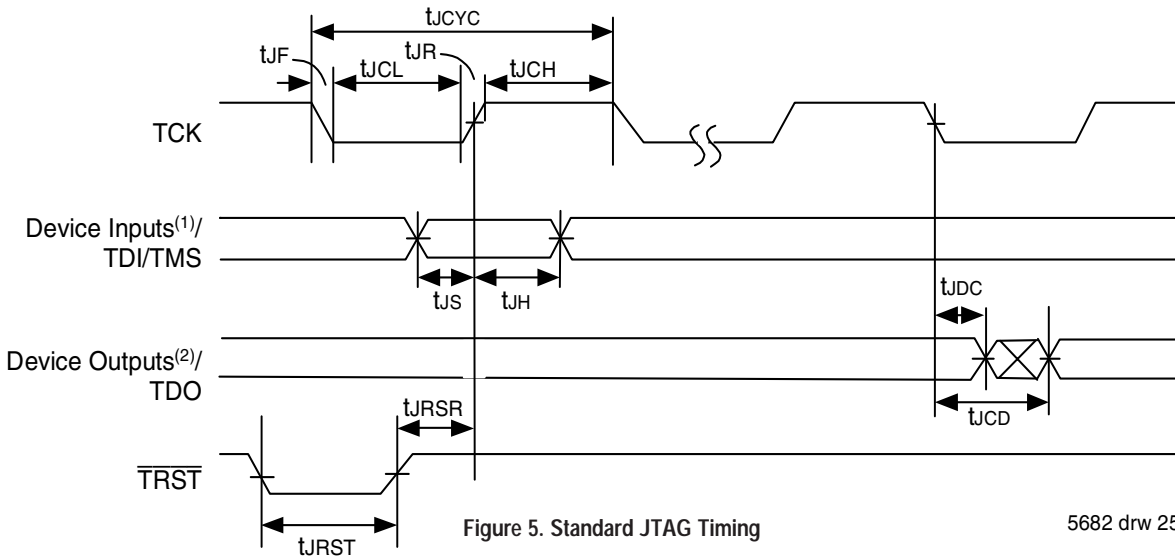 tJCYC
tJF
tJR
tJCL
tJCH
TCK
Device Inputs(1)/
TDI/TMS
tJS
tJH
tJDC
Device Outputs(2)/
TDO
tJRSR
tJCD
TRST
tJRST
Figure 5. Standard JTAG Timing
5682 drw 25